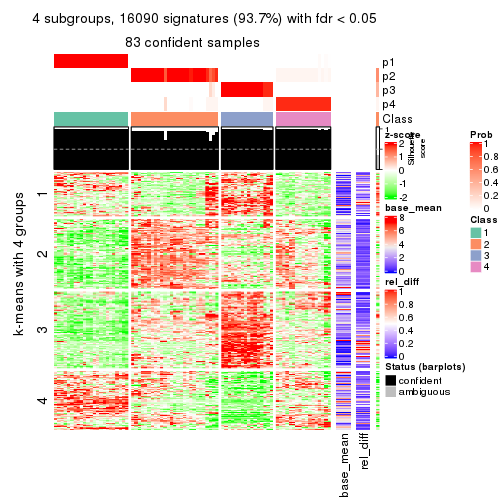 4 subgroups, 16090 signatures (93.7%) with fdr < 0.05
83 confident samples
p1
p2
p3
p4
Class
1
Silhouette
score
k-means with 4 groups
1
2
3
4
base_mean
rel_diff
z-score
2
1
0
-1
-2
base_mean
8
6
4
2
0
rel_diff
1
0.8
0.6
0.4
0.2
0
Status (barplots)
confident
ambiguous
Prob
1
0.8
0.6
0.4
0.2
0
Class
1
2
3
4